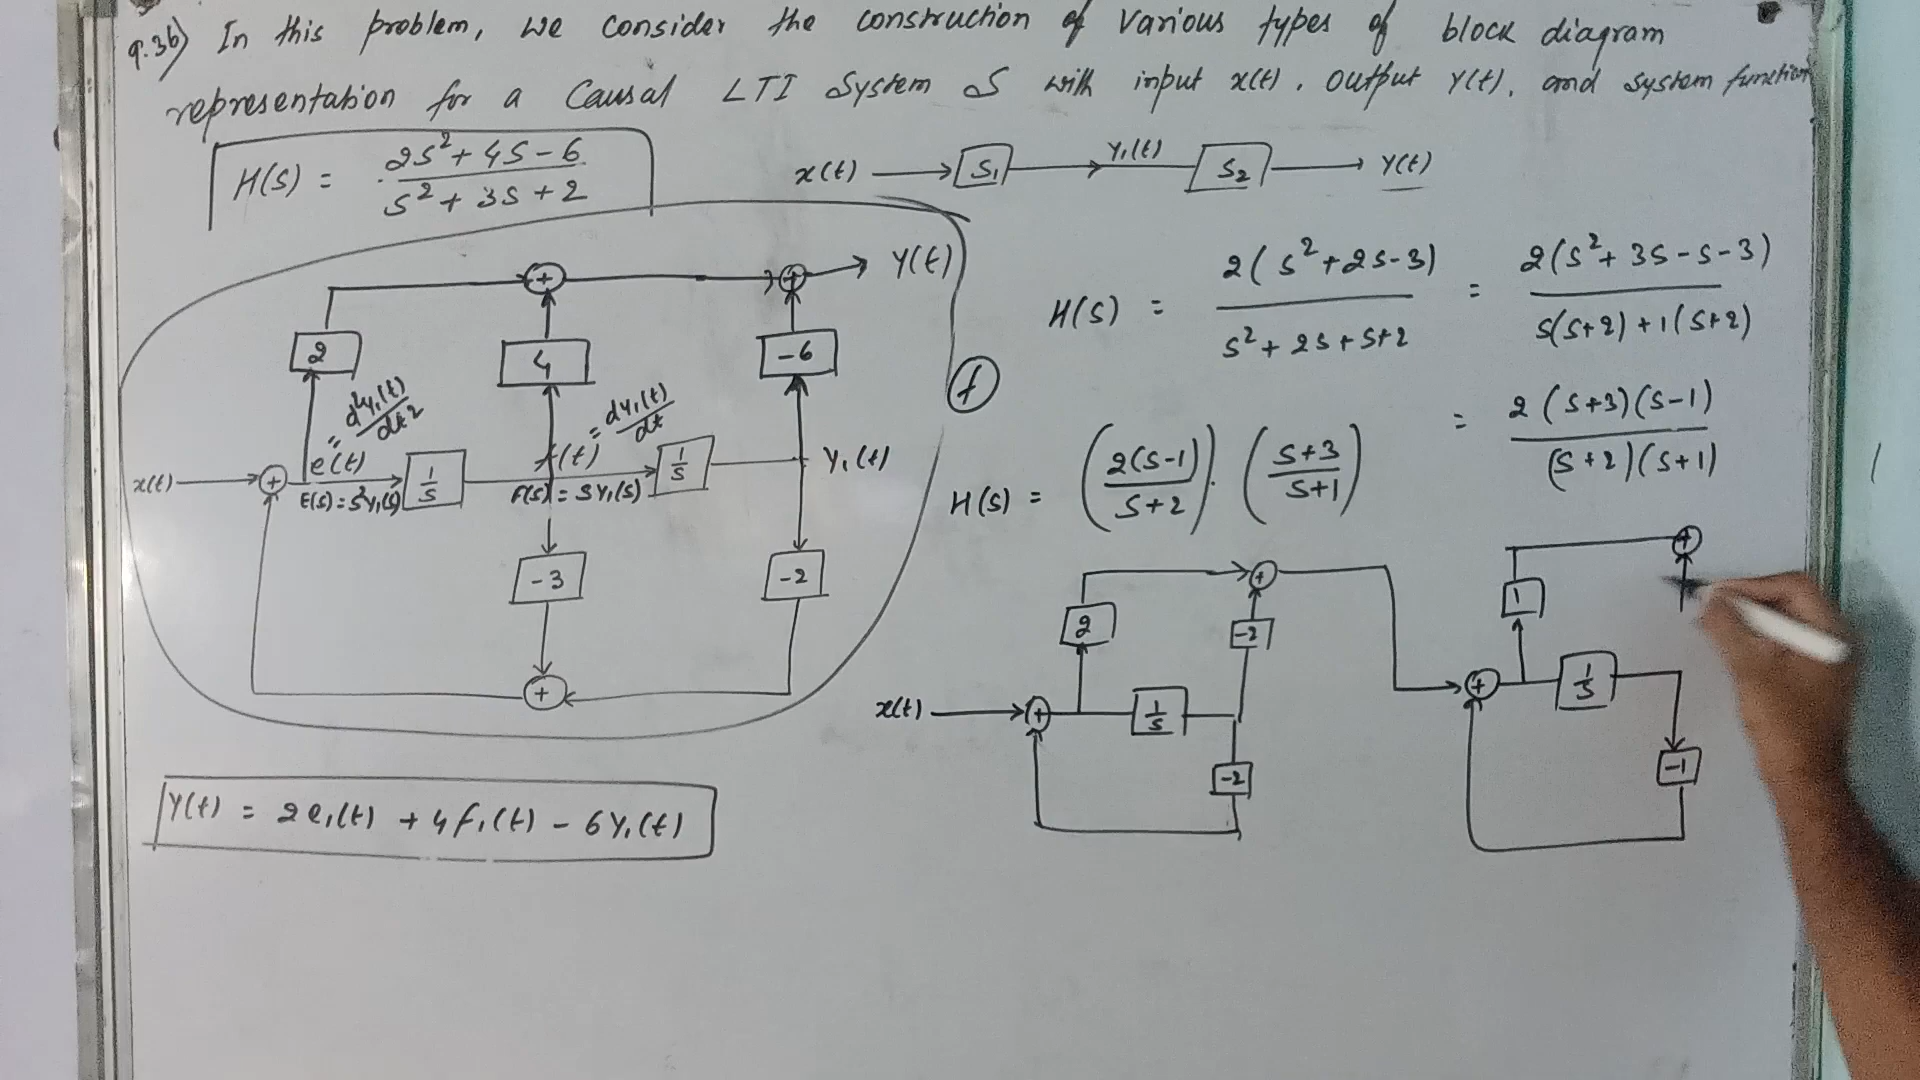 9.36) In this problem, we consider the construction of various types of block diagram
representation for a Causal LTI System S with input x(t), output Y(t), and system function
H(S) = 2S²+4S-6 / S²+3S+2
x(t) S₁ Y₁(t) S₂ Y(t)
+ + Y(t)
2 4 -6
e(t) = d²y₁(t)/dt²
f(t) = dy₁(t)/dt
x(t) + 1/S 1/S Y₁(t)
E(S) = S²Y₁(S) F(S) = SY₁(S)
-3 -2
+
Y(t) = 2e₁(t) + 4f₁(t) - 6Y₁(t)
H(S) = 2(S²+2S-3) / S²+2S+S+2 = 2(S²+3S-S-3) / S(S+2)+1(S+2)
= 2(S+3)(S-1) / (S+2)(S+1)
f
H(S) = (2(S-1) / S+2) . (S+3 / S+1)
+ +
2 -2 1
x(t) + 1/S + 1/S
-2 -1